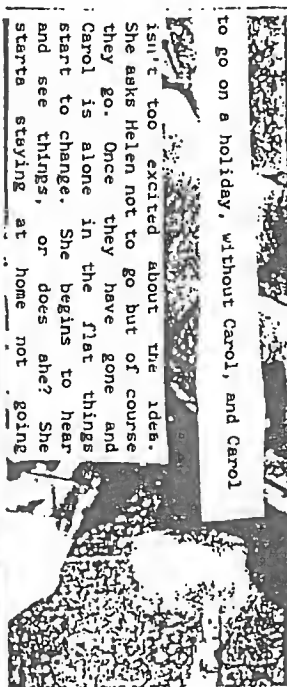 to go on a holiday, without Carol, and Carol
isn't too excited about the idea.
She asks Helen not to go but of course
they go. Once they have gone and
Carol is alone in the flat things
start to change. She begins to hear
and see things, or does she? She
starts staying at home not going